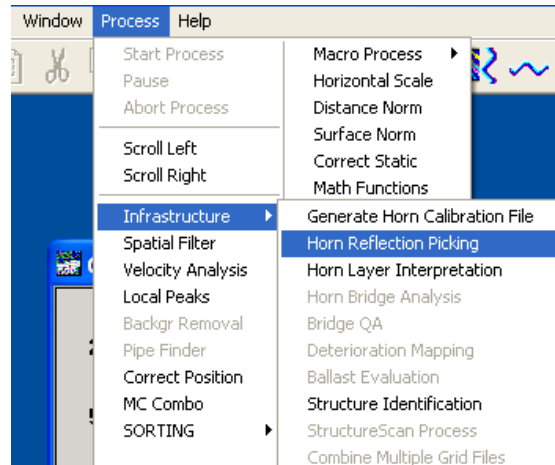 Window Process Help
Start Process
Pause
Abort Process
Scroll Left
Scroll Right
Infrastructure
Spatial Filter
Velocity Analysis
Local Peaks
Backgr Removal
Pipe Finder
Correct Position
MC Combo
SORTING
Macro Process
Horizontal Scale
Distance Norm
Surface Norm
Correct Static
Math Functions
Generate Horn Calibration File
Horn Reflection Picking
Horn Layer Interpretation
Horn Bridge Analysis
Bridge QA
Deterioration Mapping
Ballast Evaluation
Structure Identification
StructureScan Process
Combine Multiple Grid Files